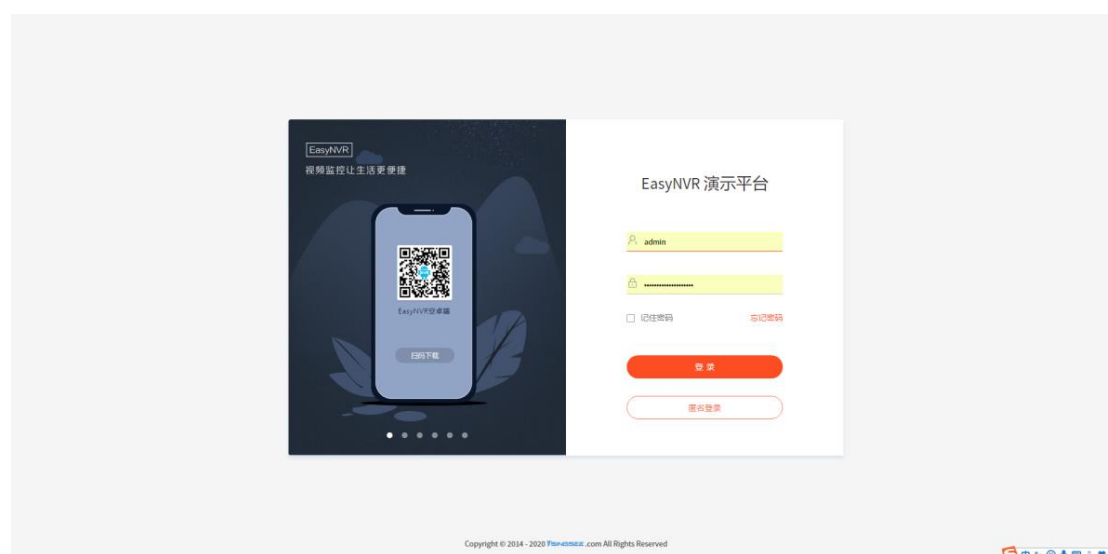 EasyNVR
视频监控让生活更便捷
EasyNVR安卓端
扫码下载
EasyNVR 演示平台
admin
记住密码 忘记密码
登 录
匿名登录
Copyright © 2014 - 2020 TSINGSEE .com All Rights Reserved